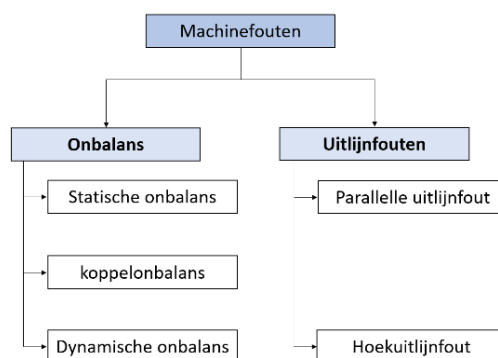 Machinefouten
Onbalans
Uitlijnfouten
Statische onbalans
Parallelle uitlijnfout
koppelonbalans
Dynamische onbalans
Hoekuitlijnfout